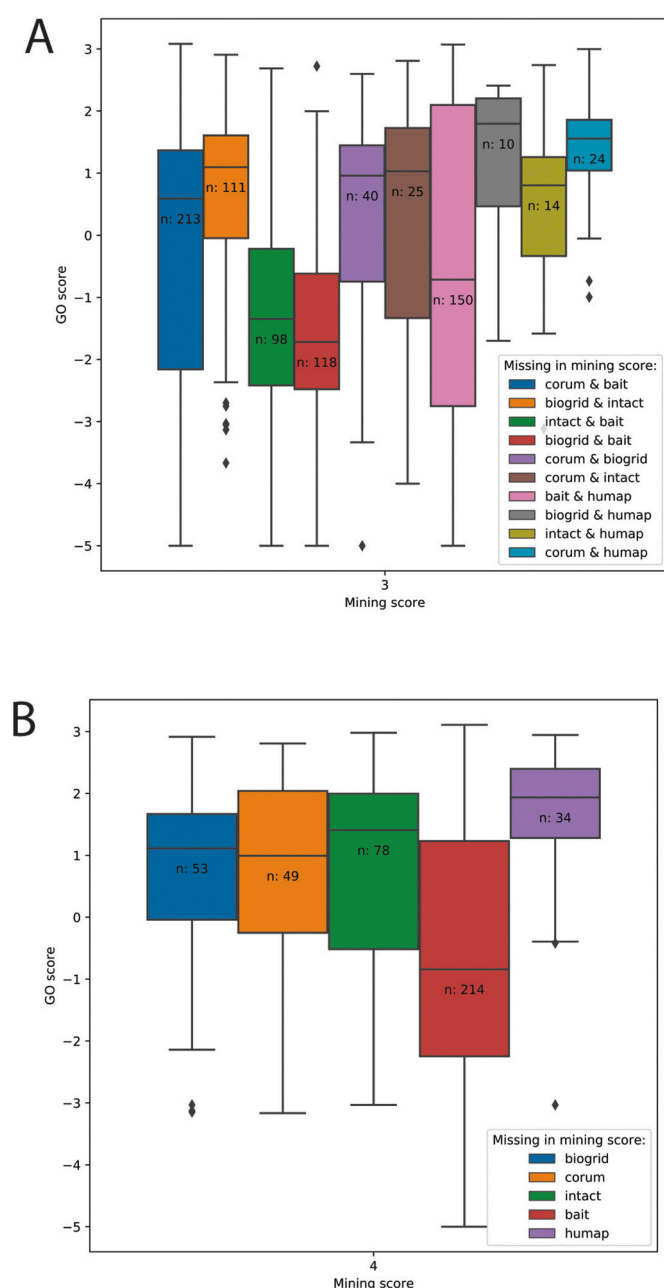 A
3
2
1
0
−1
−2
−3
−4
−5
GO score
n: 213
n: 111
n: 98
n: 118
n: 40
n: 25
n: 150
n: 10
n: 14
n: 24
Missing in mining score:
corum & bait
biogrid & intact
intact & bait
biogrid & bait
corum & biogrid
corum & intact
bait & humap
biogrid & humap
intact & humap
corum & humap
3
Mining score
B
3
2
1
0
−1
−2
−3
−4
−5
GO score
n: 53
n: 49
n: 78
n: 214
n: 34
Missing in mining score:
biogrid
corum
intact
bait
humap
4
Mining score